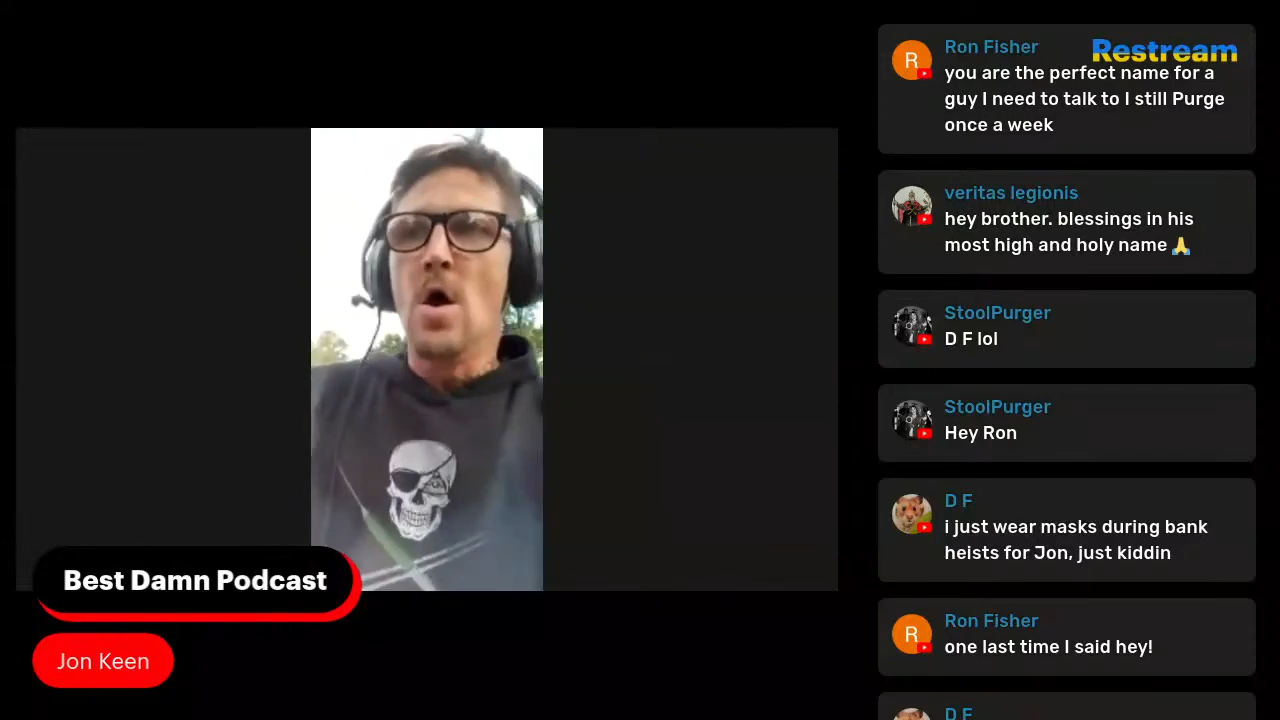 Restream
Ron Fisher
you are the perfect name for a
guy I need to talk to I still Purge
once a week
veritas legionis
hey brother. blessings in his
most high and holy name 🙏
StoolPurger
D F lol
StoolPurger
Hey Ron
D F
i just wear masks during bank
heists for Jon, just kiddin
Ron Fisher
one last time I said hey!
D F
Best Damn Podcast
Jon Keen